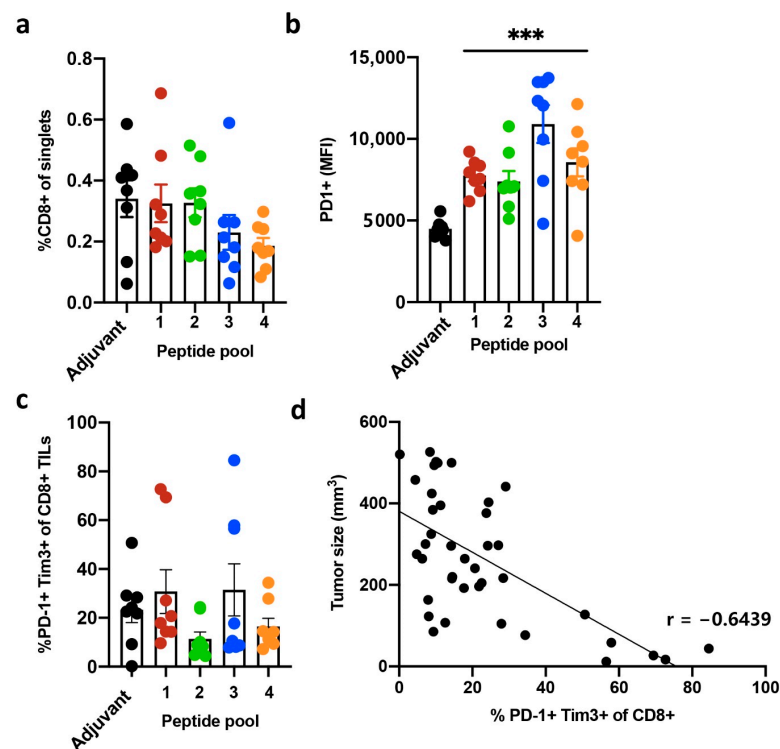 a
0.8
0.6
0.4
0.2
0.0
%CD8+ of singlets
Adjuvant 1 2 3 4
Peptide pool
b
***
15,000
10,000
5000
0
PD1+ (MFI)
Adjuvant 1 2 3 4
Peptide pool
c
100
80
60
40
20
0
%PD-1+ Tim3+ of CD8+ TILs
Adjuvant 1 2 3 4
Peptide pool
d
600
400
200
0
Tumor size (mm³)
r = −0.6439
0 20 40 60 80 100
% PD-1+ Tim3+ of CD8+